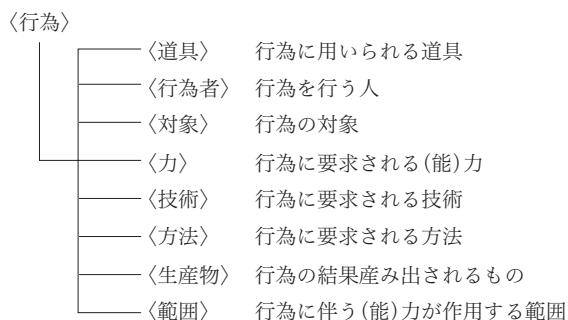 〈行為〉
〈道具〉 行為に用いられる道具
〈行為者〉 行為を行う人
〈対象〉 行為の対象
〈力〉 行為に要求される(能)力
〈技術〉 行為に要求される技術
〈方法〉 行為に要求される方法
〈生産物〉 行為の結果産み出されるもの
〈範囲〉 行為に伴う(能)力が作用する範囲